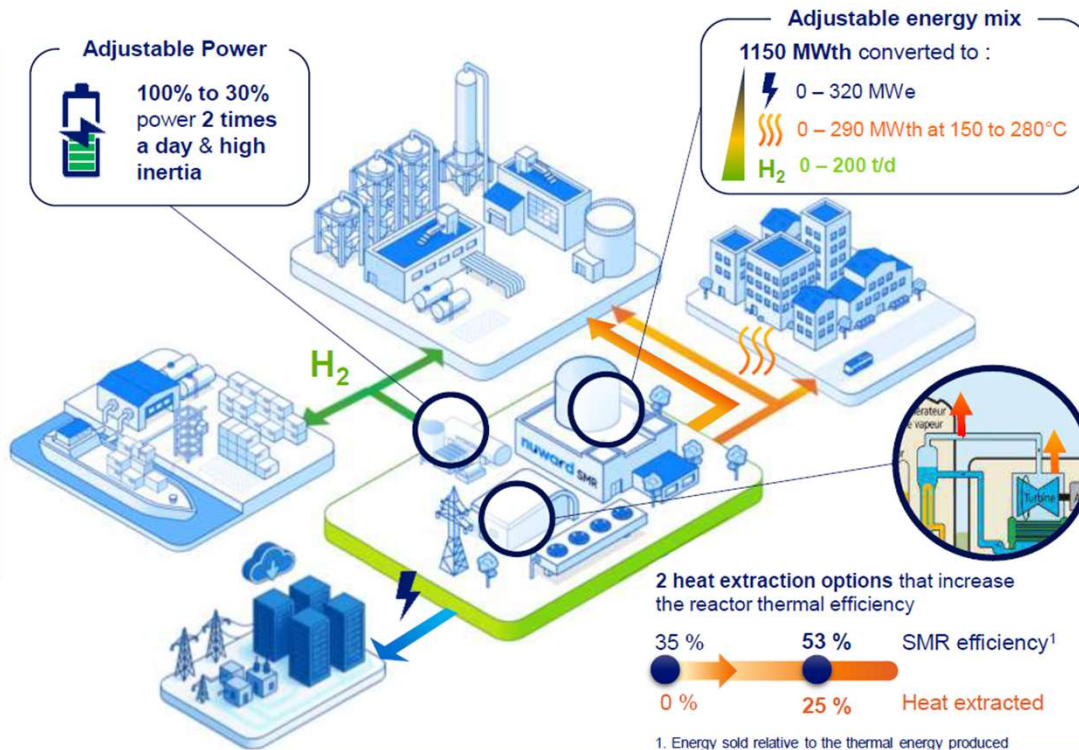 Adjustable Power
100% to 30%
power 2 times
a day & high
inertia
Adjustable energy mix
1150 MWth converted to :
0 – 320 MWe
0 – 290 MWth at 150 to 280°C
H2 0 – 200 t/d
H2
nuward SMR
vapeur
Turbine
2 heat extraction options that increase
the reactor thermal efficiency
35 % 53 % SMR efficiency1
0 % 25 % Heat extracted
1. Energy sold relative to the thermal energy produced